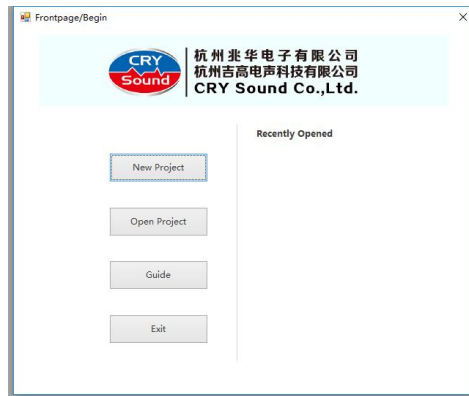 Frontpage/Begin
CRY
Sound
杭州兆华电子有限公司
杭州吉高电声科技有限公司
CRY Sound Co.,Ltd.
Recently Opened
New Project
Open Project
Guide
Exit